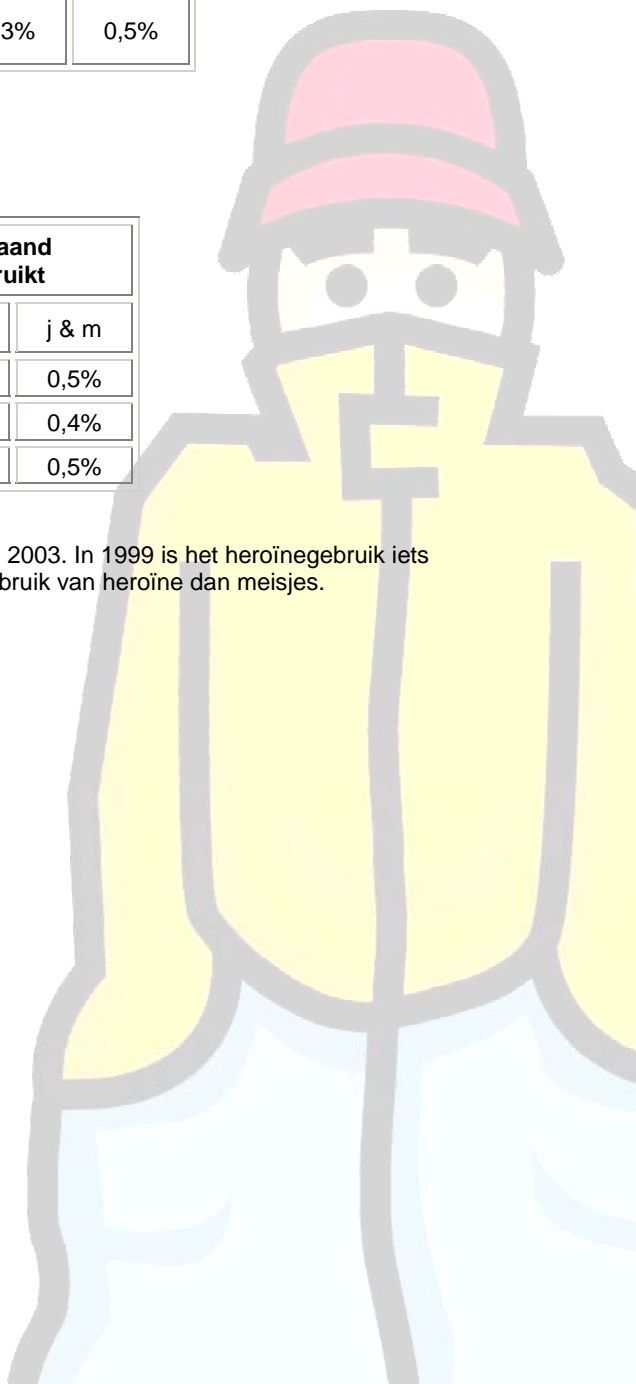 3% 0,5%
aand
ruikt
j & m
0,5%
0,4%
0,5%
2003. In 1999 is het heroïnegebruik iets
bruik van heroïne dan meisjes.